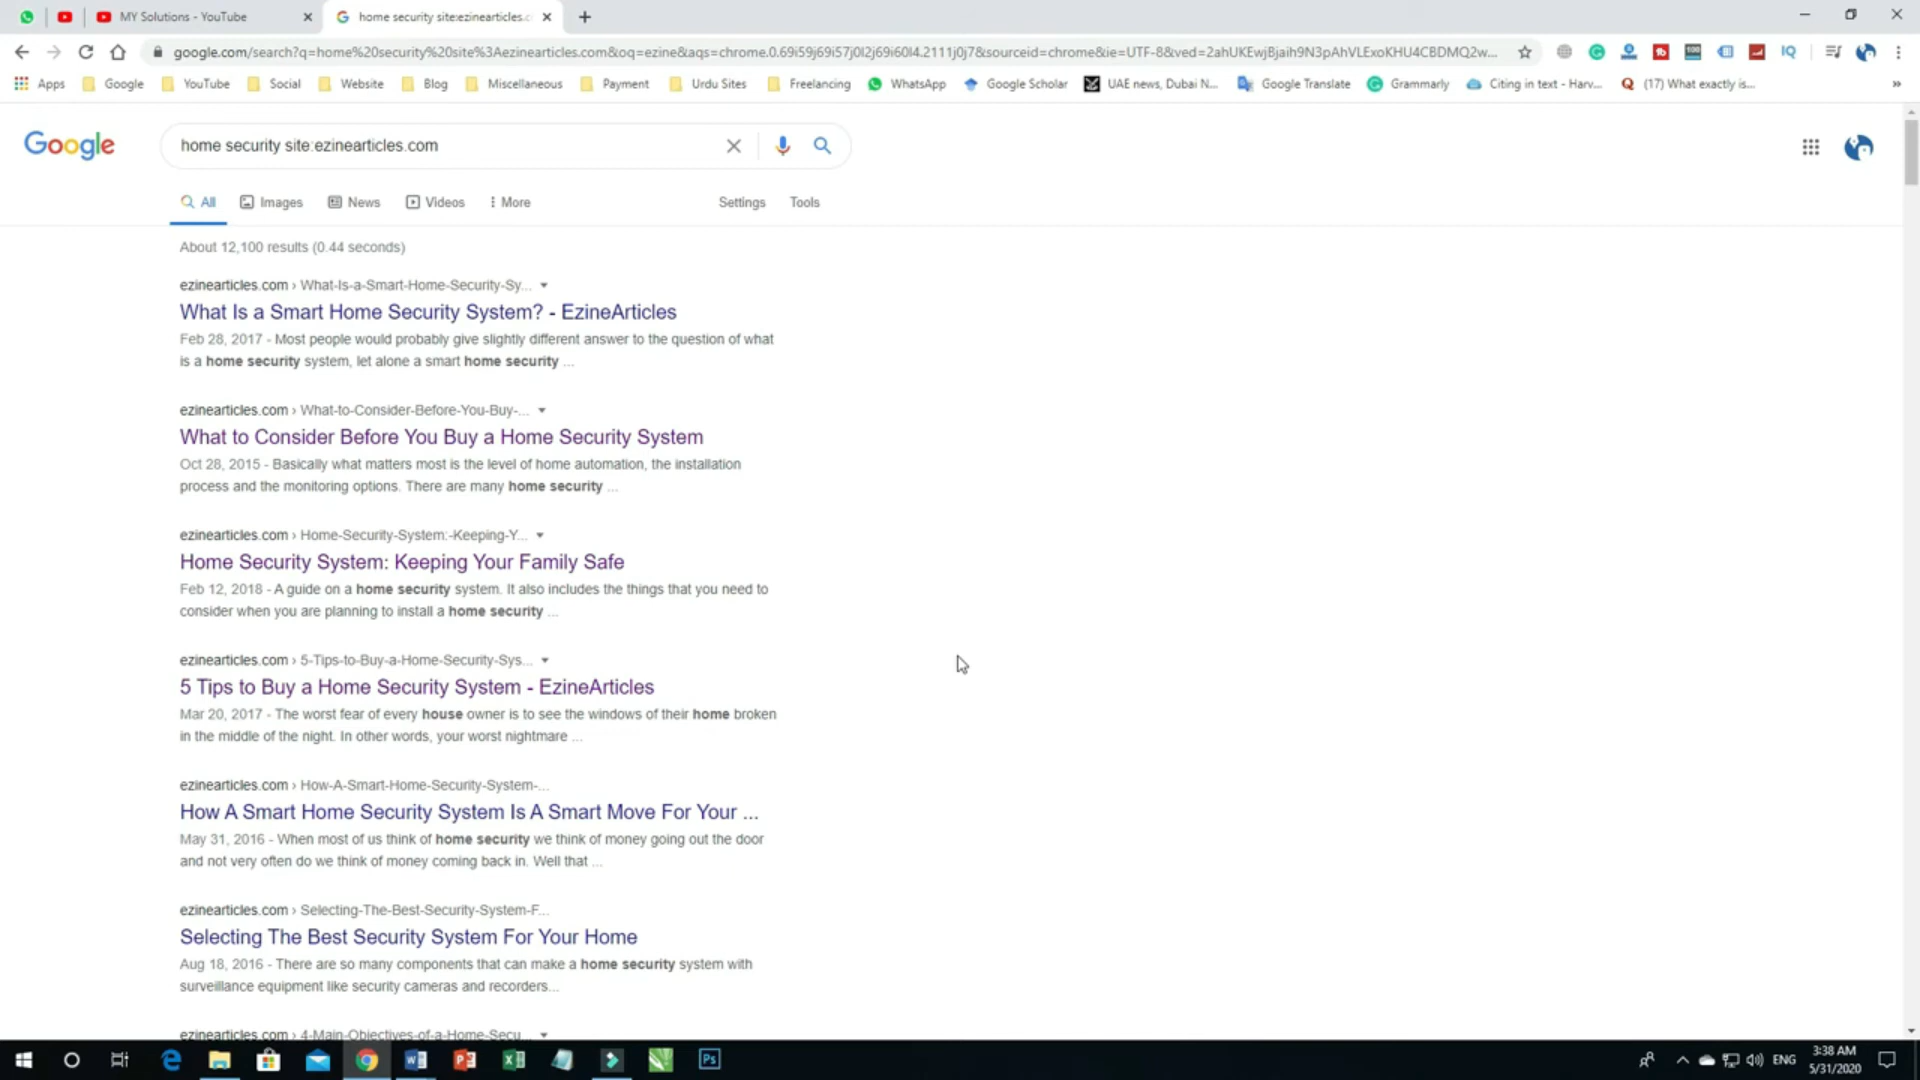 MY Solutions - YouTube
home security site:ezinearticles.c
google.com/search?q=home%20security%20site%3Aezinearticles.com&oq=ezine&aqs=chrome.0.69i59j69i57j0l2j69i60l4.2111j0j7&sourceid=chrome&ie=UTF-8&ved=2ahUKEwjBjaih9N3pAhVLExoKHU4CBDMQ2w...
Apps Google YouTube Social Website Blog Miscellaneous Payment Urdu Sites Freelancing WhatsApp Google Scholar UAE news, Dubai N... Google Translate Grammarly Citing in text - Harv... (17) What exactly is... »
Google home security site:ezinearticles.com
All Images News Videos More Settings Tools
About 12,100 results (0.44 seconds)
ezinearticles.com › What-Is-a-Smart-Home-Security-Sy...
What Is a Smart Home Security System? - EzineArticles
Feb 28, 2017 - Most people would probably give slightly different answer to the question of what
is a home security system, let alone a smart home security ...
ezinearticles.com › What-to-Consider-Before-You-Buy-...
What to Consider Before You Buy a Home Security System
Oct 28, 2015 - Basically what matters most is the level of home automation, the installation
process and the monitoring options. There are many home security ...
ezinearticles.com › Home-Security-System:-Keeping-Y...
Home Security System: Keeping Your Family Safe
Feb 12, 2018 - A guide on a home security system. It also includes the things that you need to
consider when you are planning to install a home security ...
ezinearticles.com › 5-Tips-to-Buy-a-Home-Security-Sys...
5 Tips to Buy a Home Security System - EzineArticles
Mar 20, 2017 - The worst fear of every house owner is to see the windows of their home broken
in the middle of the night. In other words, your worst nightmare ...
ezinearticles.com › How-A-Smart-Home-Security-System-...
How A Smart Home Security System Is A Smart Move For Your ...
May 31, 2016 - When most of us think of home security we think of money going out the door
and not very often do we think of money coming back in. Well that ...
ezinearticles.com › Selecting-The-Best-Security-System-F...
Selecting The Best Security System For Your Home
Aug 18, 2016 - There are so many components that can make a home security system with
surveillance equipment like security cameras and recorders...
ezinearticles.com › 4-Main-Objectives-of-a-Home-Secu...
ENG
3:38 AM
5/31/2020